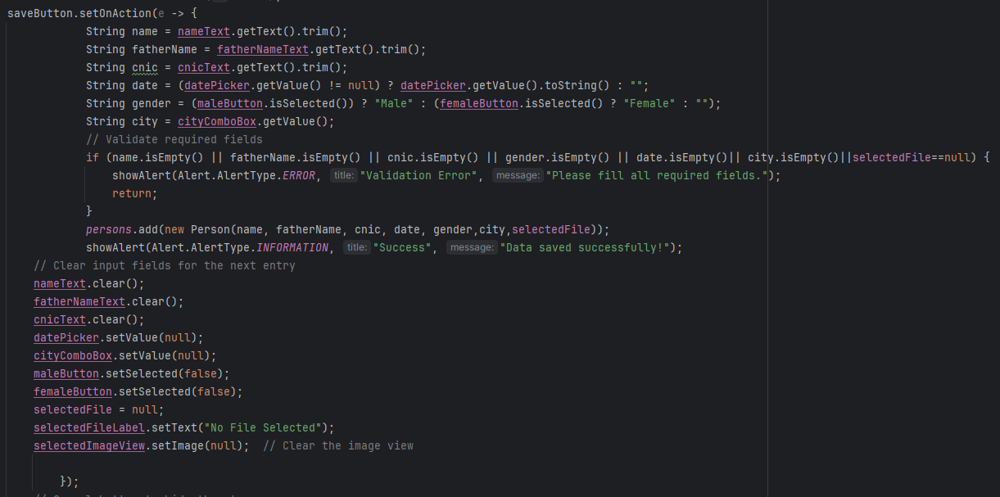 saveButton.setOnAction(e -> {
String name = nameText.getText().trim();
String fatherName = fatherNameText.getText().trim();
String cnic = cnicText.getText().trim();
String date = (datePicker.getValue() != null) ? datePicker.getValue().toString() : "";
String gender = (maleButton.isSelected()) ? "Male" : (femaleButton.isSelected() ? "Female" : "");
String city = cityComboBox.getValue();
// Validate required fields
if (name.isEmpty() || fatherName.isEmpty() || cnic.isEmpty() || gender.isEmpty() || date.isEmpty()|| city.isEmpty()||selectedFile==null) {
showAlert(Alert.AlertType.ERROR, title: "Validation Error", message: "Please fill all required fields.");
return;
}
persons.add(new Person(name, fatherName, cnic, date, gender,city,selectedFile));
showAlert(Alert.AlertType.INFORMATION, title: "Success", message: "Data saved successfully!");
// Clear input fields for the next entry
nameText.clear();
fatherNameText.clear();
cnicText.clear();
datePicker.setValue(null);
cityComboBox.setValue(null);
maleButton.setSelected(false);
femaleButton.setSelected(false);
selectedFile = null;
selectedFileLabel.setText("No File Selected");
selectedImageView.setImage(null);  // Clear the image view
});